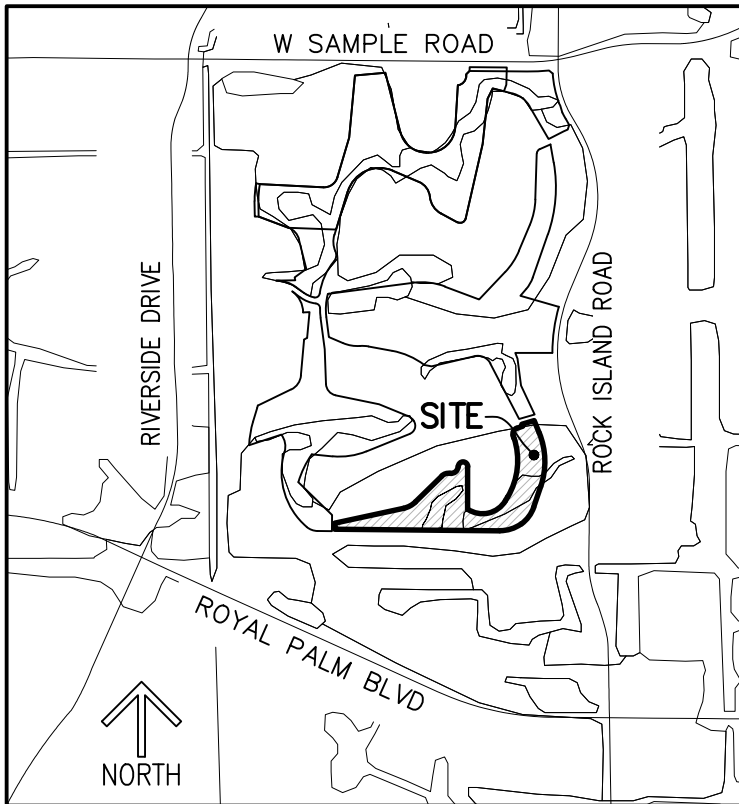 W SAMPLE ROAD
RIVERSIDE DRIVE
ROCK ISLAND ROAD
SITE
ROYAL PALM BLVD
NORTH